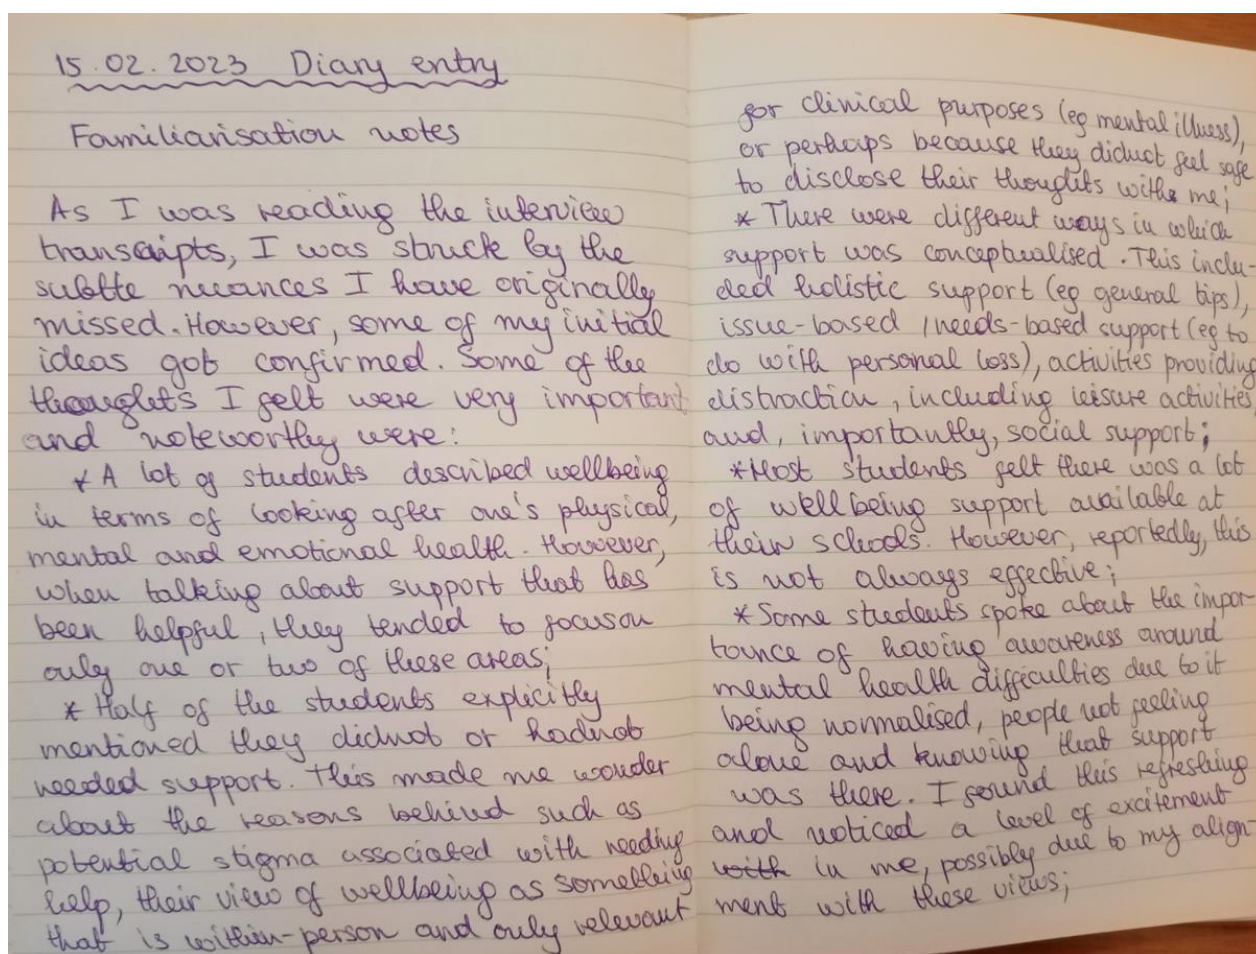 15.02.2023 Diary entry
Familiarisation notes
As I was reading the interview
transcripts, I was struck by the
subtle nuances I have originally
missed. However, some of my initial
ideas got confirmed. Some of the
thoughts I felt were very important
and noteworthy were:
* A lot of students described wellbeing
in terms of looking after one's physical,
mental and emotional health. However,
when talking about support that has
been helpful, they tended to focus on
only one or two of these areas;
* Half of the students explicitly
mentioned they did not or had not
needed support. This made me wonder
about the reasons behind such as
potential stigma associated with needing
help, their view of wellbeing as something
that is within-person and only relevant
for clinical purposes (eg mental illness),
or perhaps because they didnt feel safe
to disclose their thoughts with me;
* There were different ways in which
support was conceptualised. This inclu-
ded holistic support (eg general tips),
issue-based / needs-based support (eg to
do with personal loss), activities providing
distraction, including leisure activities,
and, importantly, social support;
* Most students felt there was a lot
of wellbeing support available at
their schools. However, reportedly, this
is not always effective;
* Some students spoke about the impor-
tance of having awareness around
mental health difficulties due to it
being normalised, people not feeling
alone and knowing that support
was there. I found this refreshing
and noticed a level of excitement
with in me, possibly due to my align-
ment with these views;